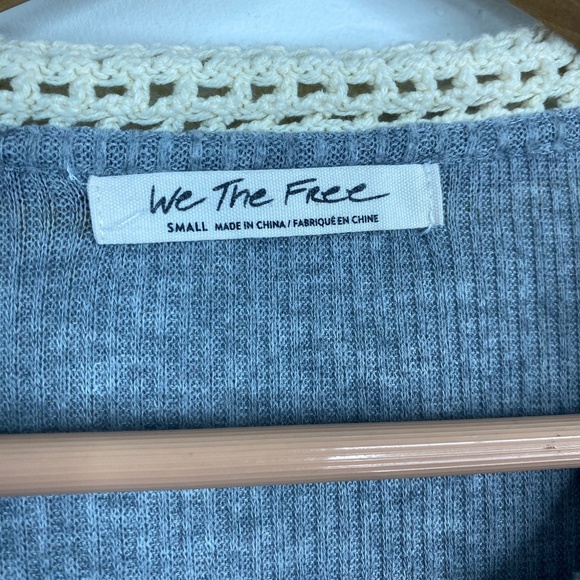 We The Free
SMALL MADE IN CHINA / FABRIQUÉ EN CHINE